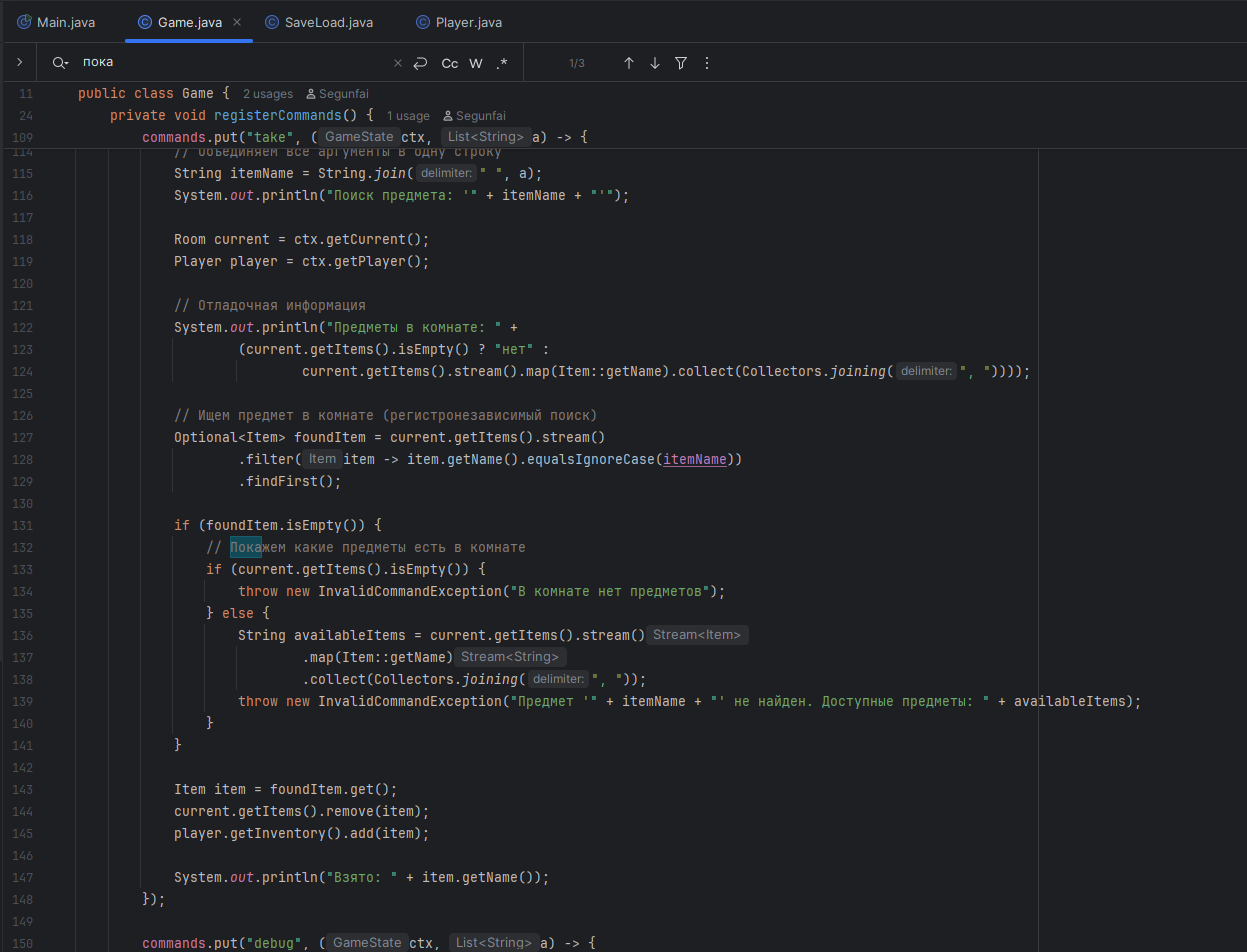 Main.java Game.java SaveLoad.java Player.java
пока Cc W .* 1/3
11 public class Game { 2 usages Segunfai
24 private void registerCommands() { 1 usage Segunfai
109 commands.put("take", ( GameState ctx, List<String> a) -> {
114 // Объединяем все аргументы в одну строку
115 String itemName = String.join( delimiter: " ", a);
116 System.out.println("Поиск предмета: '" + itemName + "'");
117
118 Room current = ctx.getCurrent();
119 Player player = ctx.getPlayer();
120
121 // Отладочная информация
122 System.out.println("Предметы в комнате: " +
123 (current.getItems().isEmpty() ? "нет" :
124 current.getItems().stream().map(Item::getName).collect(Collectors.joining( delimiter: ", "))));
125
126 // Ищем предмет в комнате (регистронезависимый поиск)
127 Optional<Item> foundItem = current.getItems().stream()
128 .filter( Item item -> item.getName().equalsIgnoreCase(itemName))
129 .findFirst();
130
131 if (foundItem.isEmpty()) {
132 // Покажем какие предметы есть в комнате
133 if (current.getItems().isEmpty()) {
134 throw new InvalidCommandException("В комнате нет предметов");
135 } else {
136 String availableItems = current.getItems().stream() Stream<Item>
137 .map(Item::getName) Stream<String>
138 .collect(Collectors.joining( delimiter: ", "));
139 throw new InvalidCommandException("Предмет '" + itemName + "' не найден. Доступные предметы: " + availableItems);
140 }
141 }
142
143 Item item = foundItem.get();
144 current.getItems().remove(item);
145 player.getInventory().add(item);
146
147 System.out.println("Взято: " + item.getName());
148 });
149
150 commands.put("debug", ( GameState ctx, List<String> a) -> {